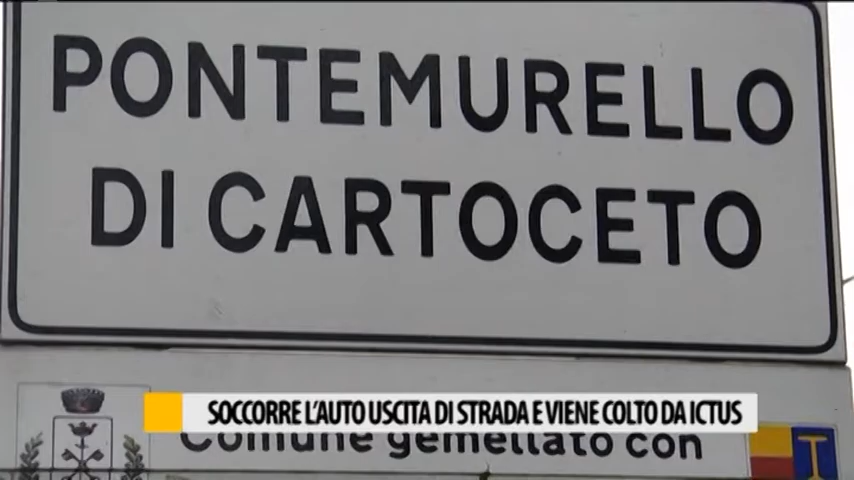 PONTEMURELLO
DI CARTOCETO
SOCCORRE L'AUTO USCITA DI STRADA E VIENE COLTO DA ICTUS
Comune gemellato con